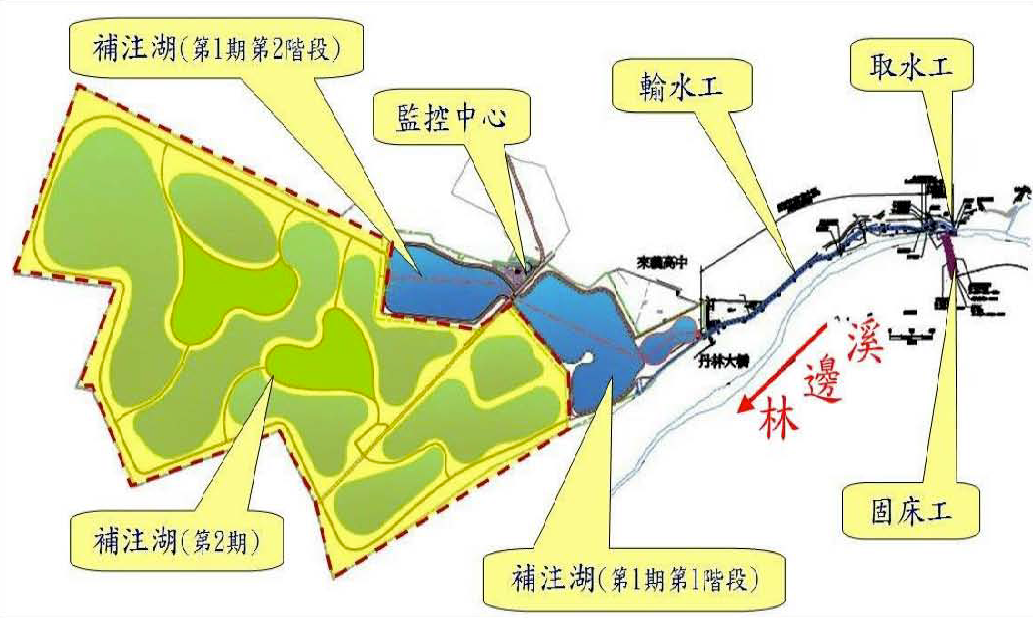 補注湖(第1期第2階段)
監控中心
輸水工
取水工
來義高中
丹林大橋
溪
邊
林
固床工
補注湖(第2期)
補注湖(第1期第1階段)